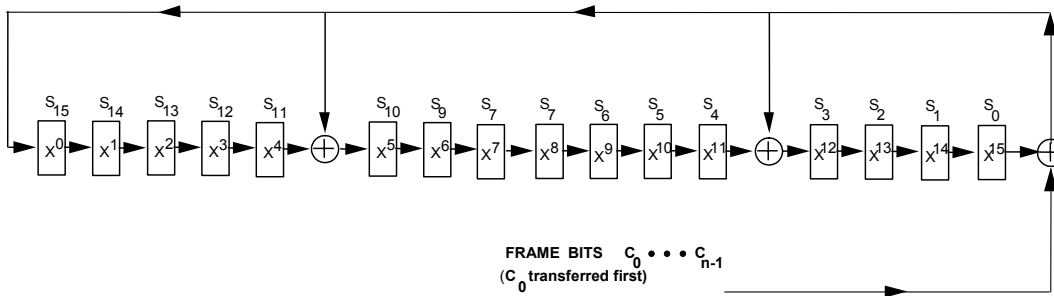 S15 S14 S13 S12 S11 S10 S9 S7 S7 S6 S5 S4 S3 S2 S1 S0
X0 X1 X2 X3 X4 X5 X6 X7 X8 X9 X10 X11 X12 X13 X14 X15
FRAME BITS C0 • • • Cn-1
(C0 transferred first)